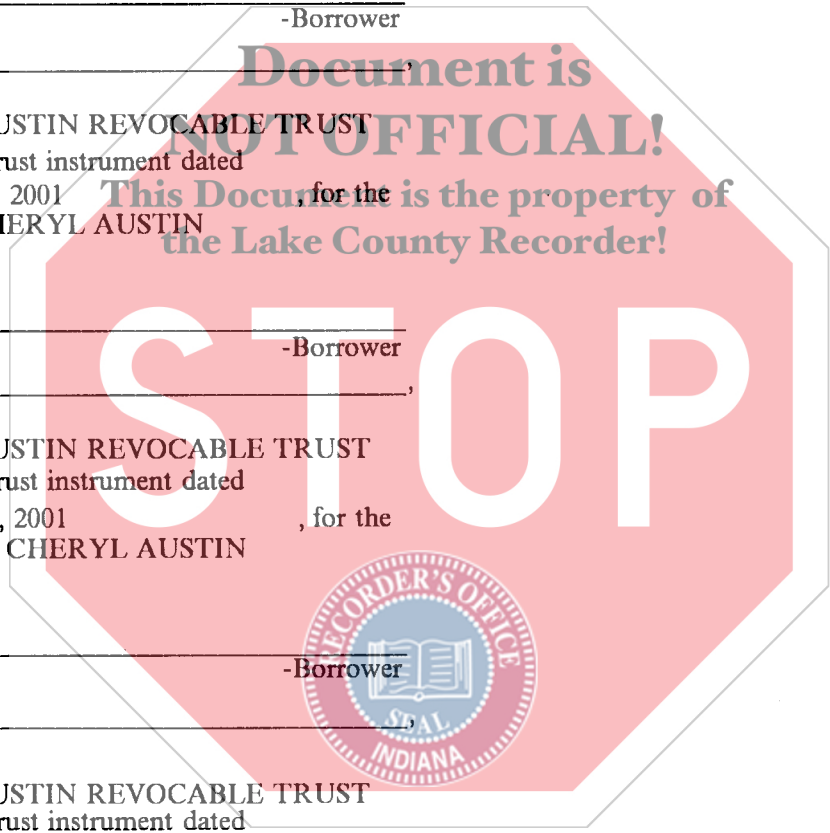 -Borrower
Document is
,
USTIN REVOCABLE TRUST
NOT OFFICIAL!
rust instrument dated
2001 , for the
This Document is the property of
HERYL AUSTIN
the Lake County Recorder!
STOP
-Borrower
,
USTIN REVOCABLE TRUST
rust instrument dated
, 2001 , for the
CHERYL AUSTIN
RECORDER'S OFFICE
-Borrower
SEAL
,
INDIANA
USTIN REVOCABLE TRUST
rust instrument dated